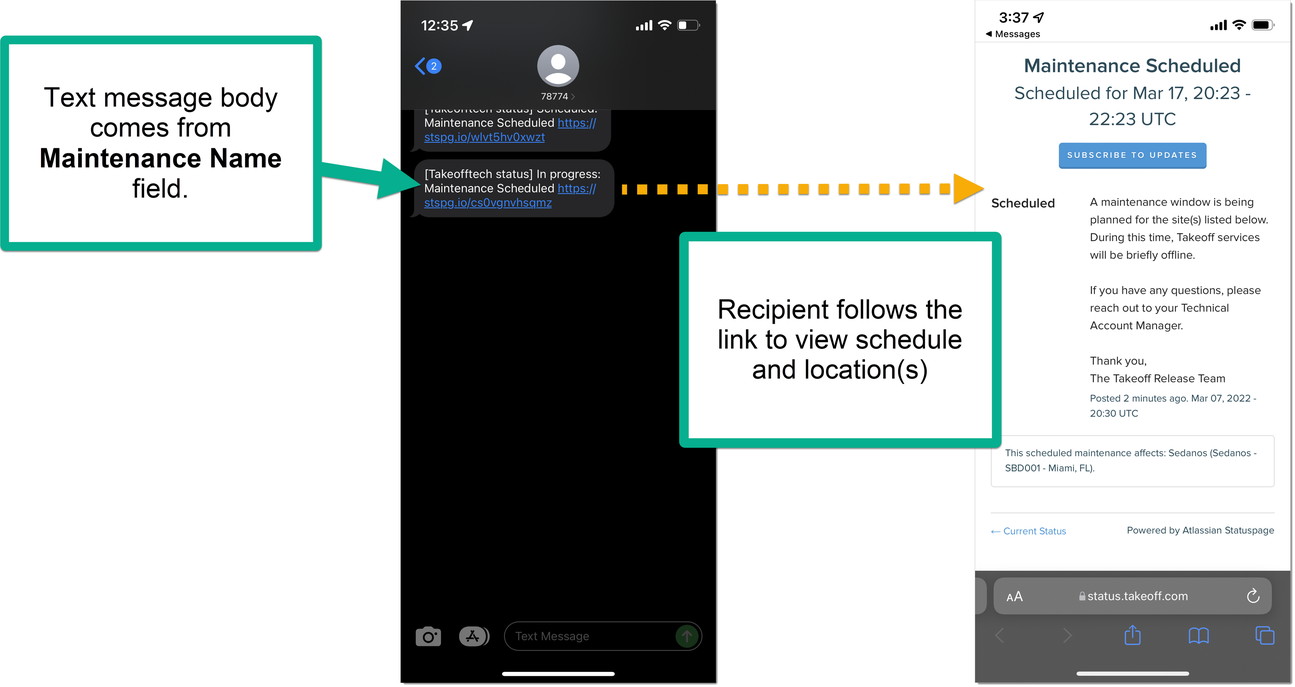 Text message body
comes from
Maintenance Name
field.
12:35
2
78774
[Takeofftech status] Scheduled:
Maintenance Scheduled https://
stspg.io/wlvt5hv0xwzt
[Takeofftech status] In progress:
Maintenance Scheduled https://
stspg.io/cs0vgnvhsqmz
Text Message
Recipient follows the
link to view schedule
and location(s)
3:37
Messages
Maintenance Scheduled
Scheduled for Mar 17, 20:23 -
22:23 UTC
SUBSCRIBE TO UPDATES
Scheduled
A maintenance window is being
planned for the site(s) listed below.
During this time, Takeoff services
will be briefly offline.
If you have any questions, please
reach out to your Technical
Account Manager.
Thank you,
The Takeoff Release Team
Posted 2 minutes ago. Mar 07, 2022 -
20:30 UTC
This scheduled maintenance affects: Sedanos (Sedanos -
SBD001 - Miami, FL).
← Current Status
Powered by Atlassian Statuspage
AA
status.takeoff.com